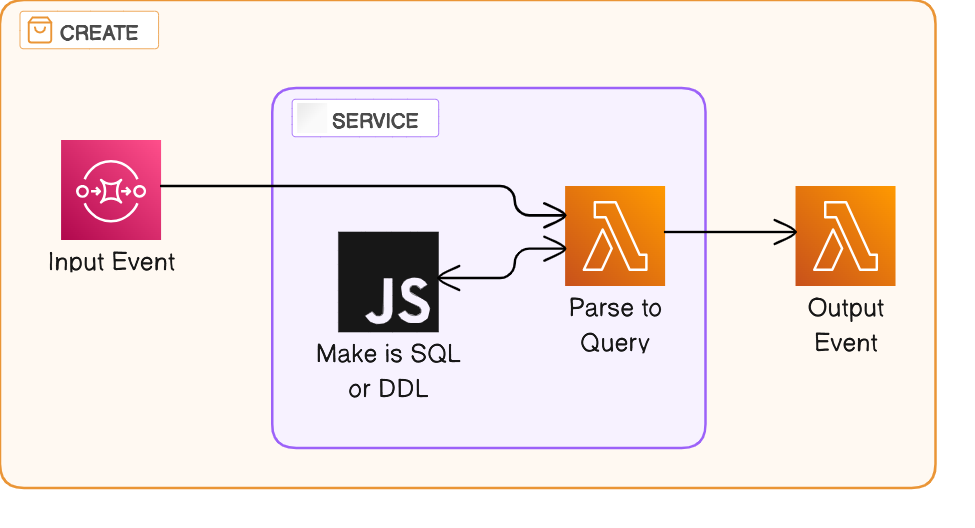 CREATE
SERVICE
Input Event
JS
Make is SQL
or DDL
Parse to
Query
Output
Event